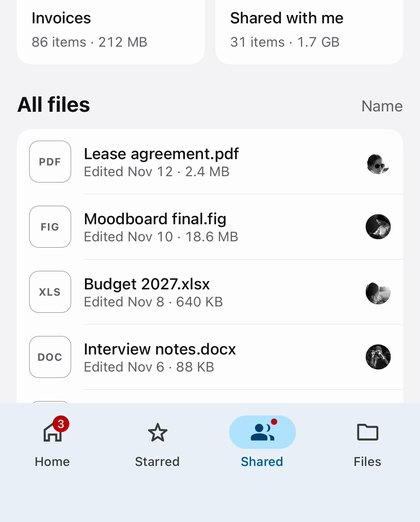 Invoices
86 items · 212 MB
Shared with me
31 items · 1.7 GB
All files
Name
PDF
Lease agreement.pdf
Edited Nov 12 · 2.4 MB
FIG
Moodboard final.fig
Edited Nov 10 · 18.6 MB
XLS
Budget 2027.xlsx
Edited Nov 8 · 640 KB
DOC
Interview notes.docx
Edited Nov 6 · 88 KB
3
Home
Starred
Shared
Files